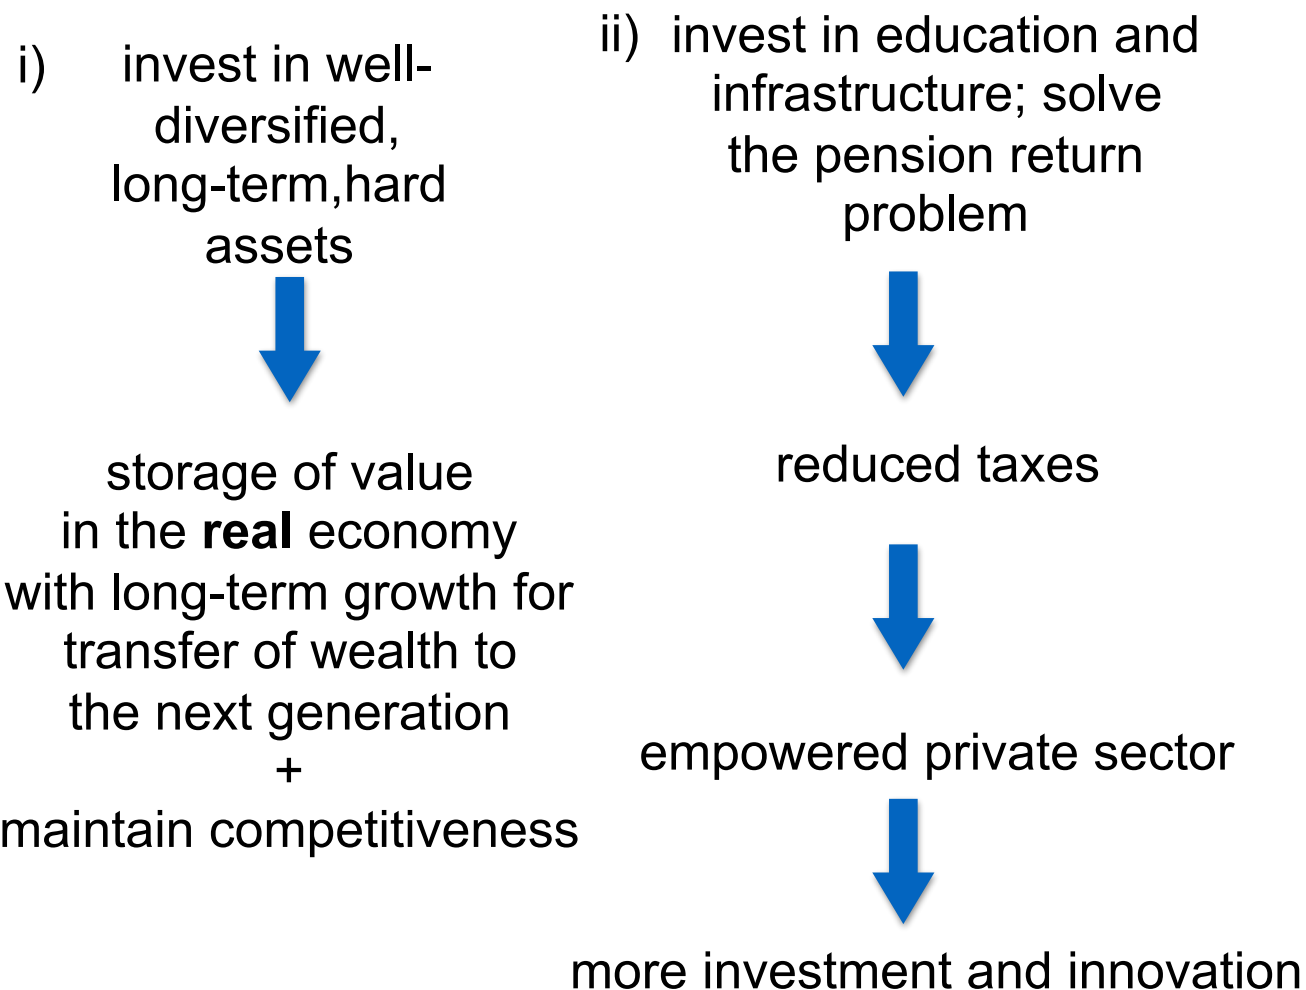 i) invest in well-
diversified,
long-term,hard
assets
storage of value
in the real economy
with long-term growth for
transfer of wealth to
the next generation
+
maintain competitiveness
ii) invest in education and
infrastructure; solve
the pension return
problem
reduced taxes
empowered private sector
more investment and innovation